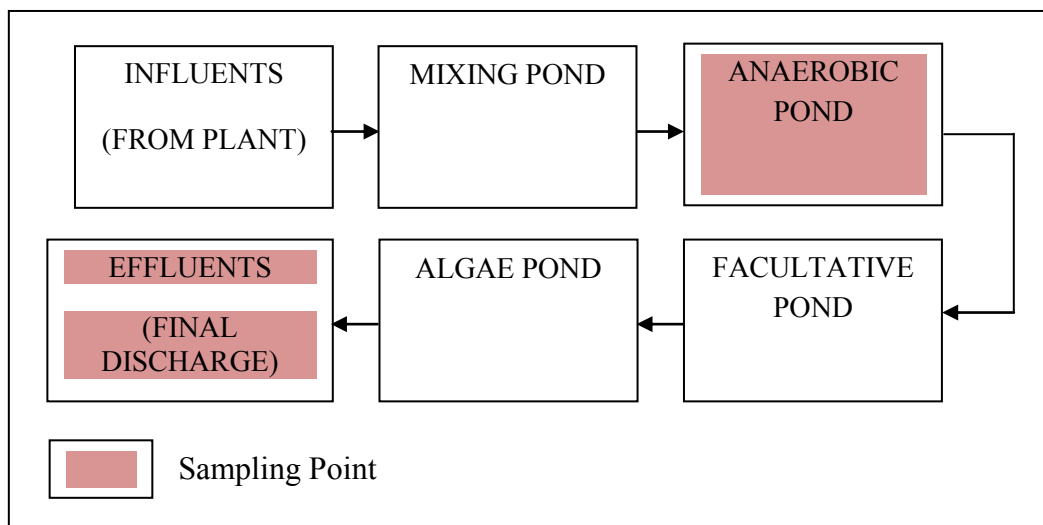 INFLUENTS
(FROM PLANT)
MIXING POND
ANAEROBIC
POND
EFFLUENTS
(FINAL
DISCHARGE)
ALGAE POND
FACULTATIVE
POND
Sampling Point